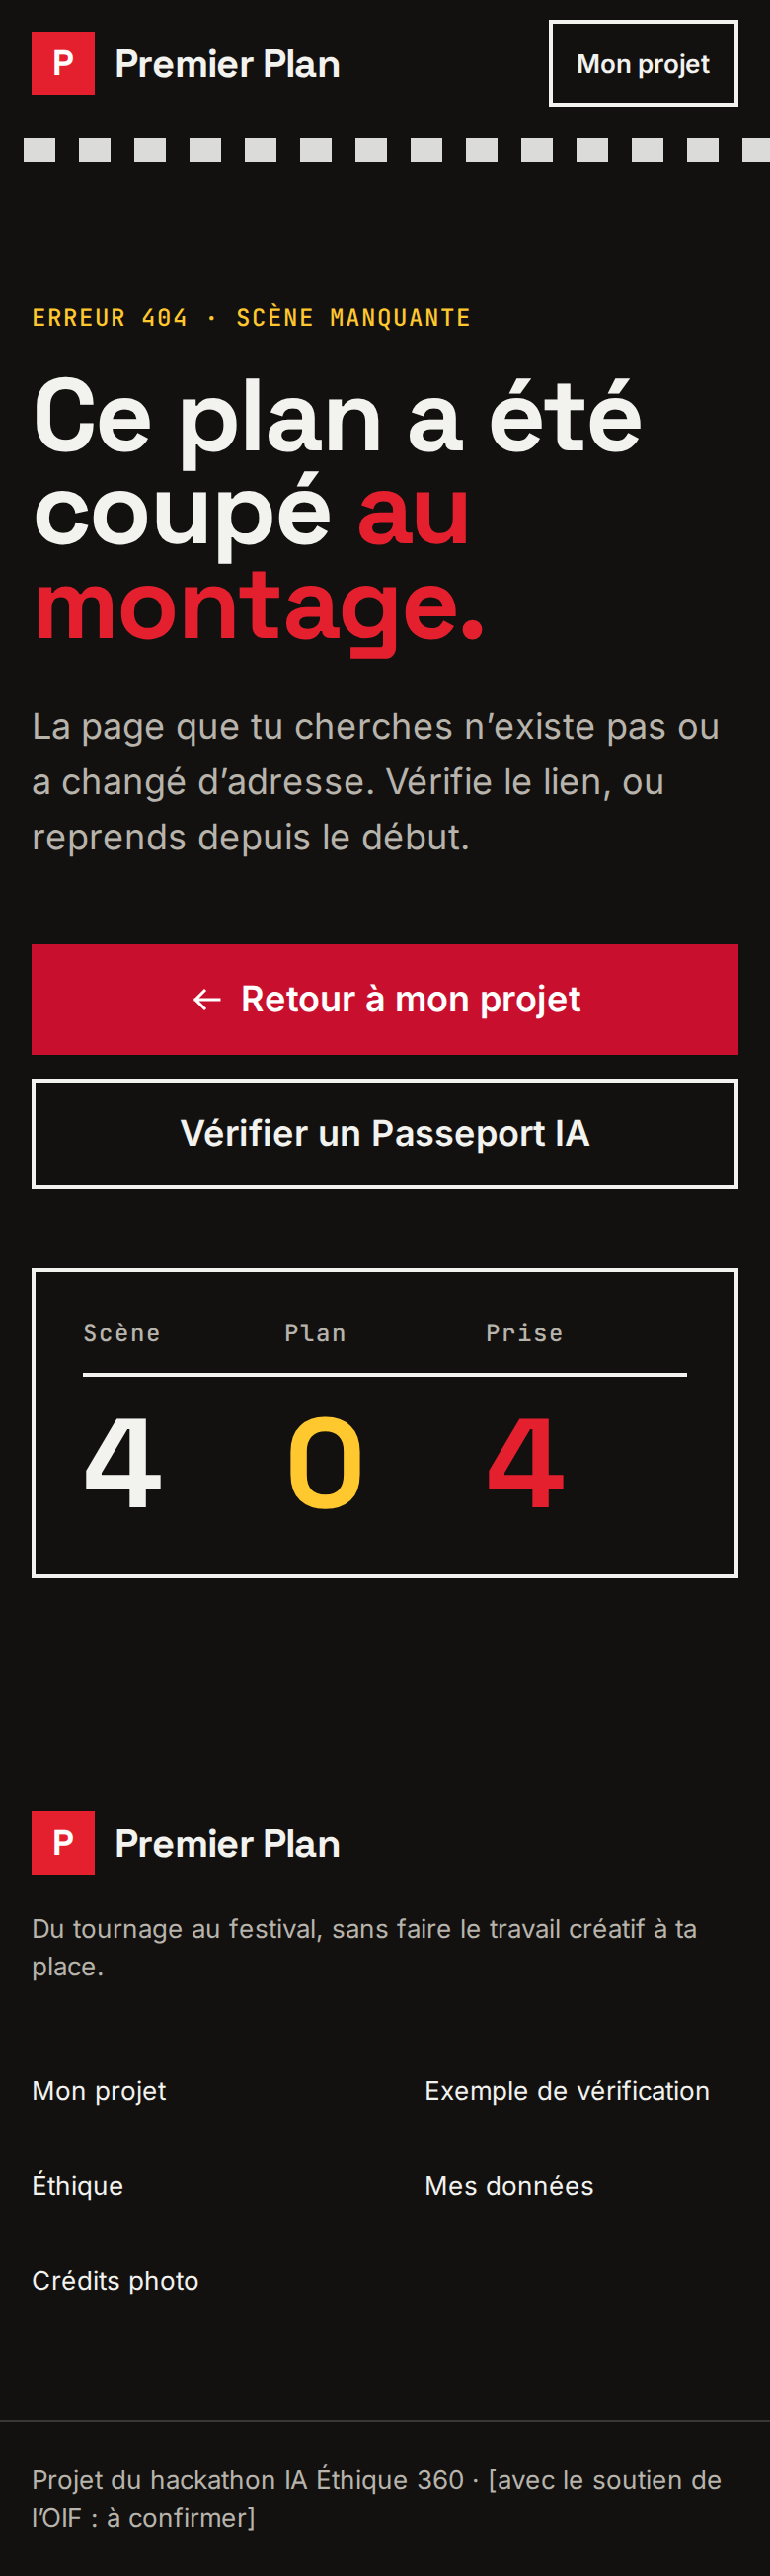 P Premier Plan
Mon projet
ERREUR 404 · SCÈNE MANQUANTE
Ce plan a été
coupé au
montage.
La page que tu cherches n’existe pas ou
a changé d’adresse. Vérifie le lien, ou
reprends depuis le début.
← Retour à mon projet
Vérifier un Passeport IA
Scène Plan Prise
4 0 4
P Premier Plan
Du tournage au festival, sans faire le travail créatif à ta
place.
Mon projet Exemple de vérification
Éthique Mes données
Crédits photo
Projet du hackathon IA Éthique 360 · [avec le soutien de
l’OIF : à confirmer]